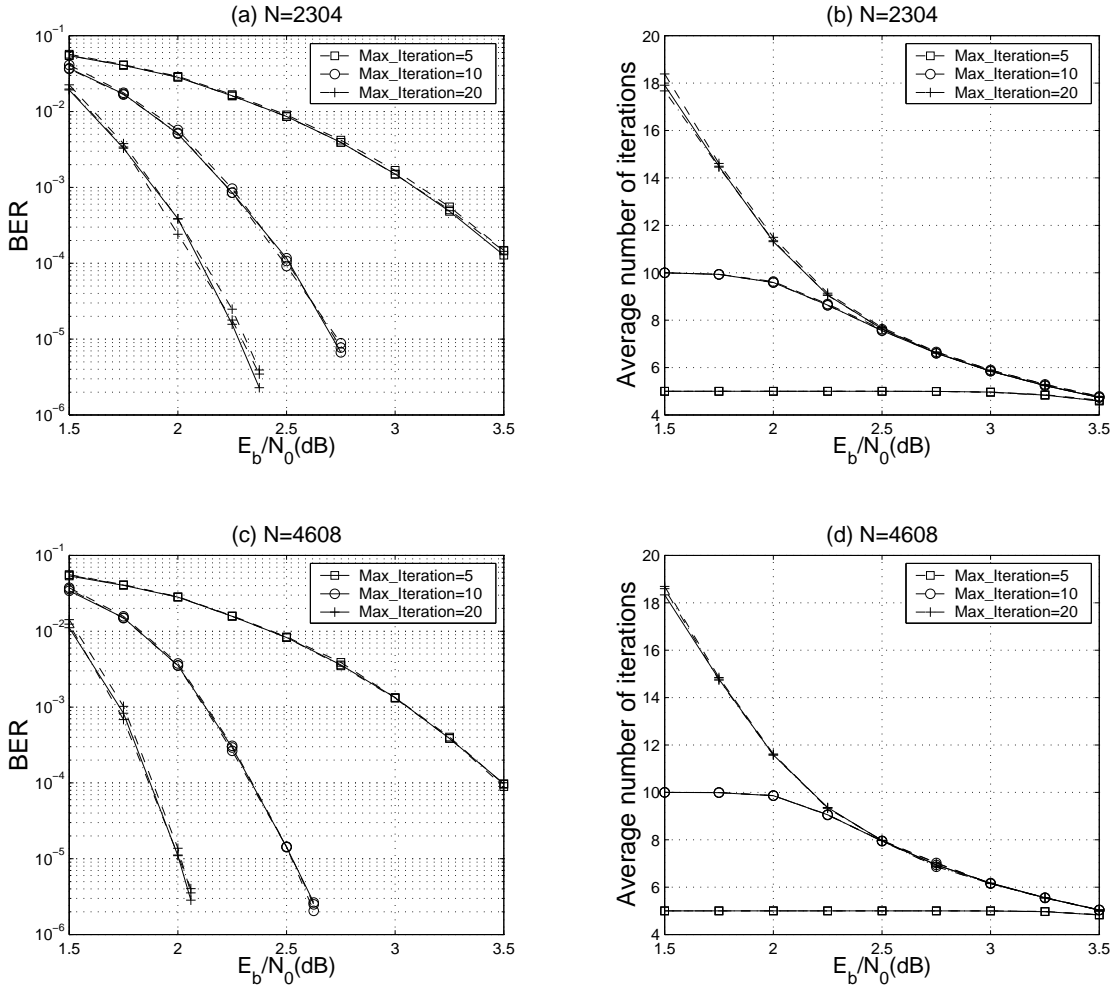 (a) N=2304
10^-1
10^-2
10^-3
10^-4
10^-5
10^-6
BER
1.5 2 2.5 3 3.5
E_b/N_0(dB)
Max_Iteration=5
Max_Iteration=10
Max_Iteration=20
(b) N=2304
20
18
16
14
12
10
8
6
4
Average number of iterations
1.5 2 2.5 3 3.5
E_b/N_0(dB)
Max_Iteration=5
Max_Iteration=10
Max_Iteration=20
(c) N=4608
10^-1
10^-2
10^-3
10^-4
10^-5
10^-6
BER
1.5 2 2.5 3 3.5
E_b/N_0(dB)
Max_Iteration=5
Max_Iteration=10
Max_Iteration=20
(d) N=4608
20
18
16
14
12
10
8
6
4
Average number of iterations
1.5 2 2.5 3 3.5
E_b/N_0(dB)
Max_Iteration=5
Max_Iteration=10
Max_Iteration=20